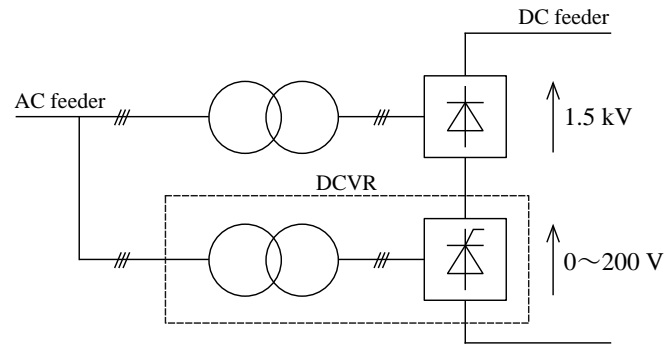 DC feeder
AC feeder
1.5 kV
DCVR
0～200 V